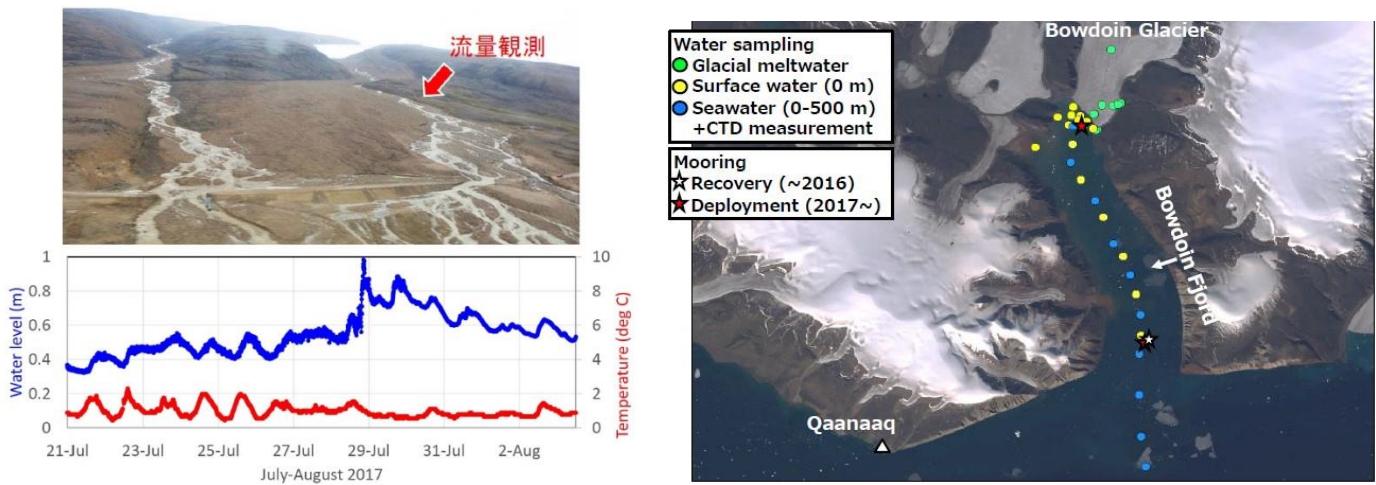 流量観測
1
0.8
0.6
0.4
0.2
0
Water level (m)
10
8
6
4
2
0
Temperature (deg C)
21-Jul
23-Jul
25-Jul
27-Jul
29-Jul
31-Jul
2-Aug
July-August 2017
Water sampling
Glacial meltwater
Surface water (0 m)
Seawater (0-500 m)
+CTD measurement
Mooring
Recovery (~2016)
Deployment (2017~)
Bowdoin Glacier
Bowdoin Fjord
Qaanaaq